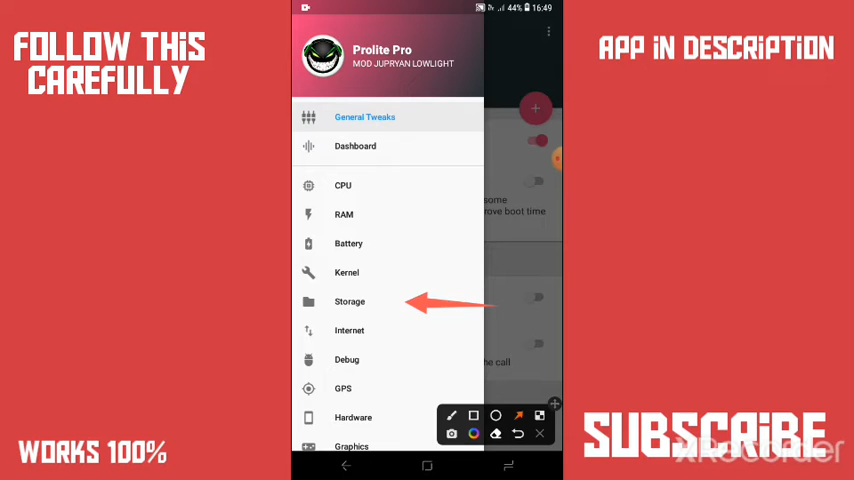 FOLLOW THIS
CAREFULLY
APP IN DESCRIPTION
44% 16:49
Prolite Pro
MOD JUPRYAN LOWLIGHT
General Tweaks
Dashboard
CPU
RAM
some
rove boot time
Battery
Kernel
Storage
Internet
Debug
he call
GPS
Hardware
Graphics
WORKS 100%
SUBSCRIBE
XRecorder